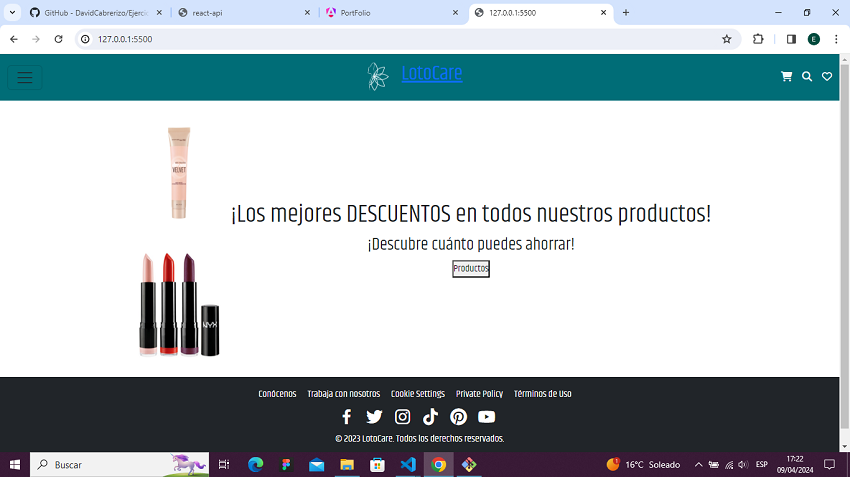 GitHub - DavidCabrerizo/Ejercic
react-api
PortFolio
127.0.0.1:5500
127.0.0.1:5500
E
LotoCare
VELVET
¡Los mejores DESCUENTOS en todos nuestros productos!
¡Descubre cuánto puedes ahorrar!
Productos
NYX
Conócenos
Trabaja con nosotros
Cookie Settings
Private Policy
Términos de Uso
© 2023 LotoCare. Todos los derechos reservados.
Buscar
16°C Soleado
ESP
17:22
09/04/2024